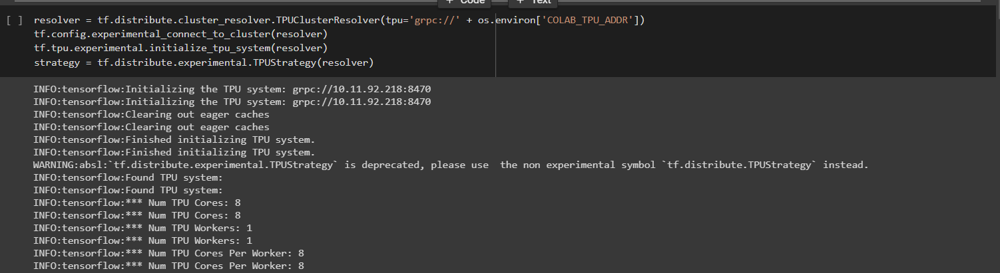 + Code + Text
[ ] resolver = tf.distribute.cluster_resolver.TPUClusterResolver(tpu='grpc://' + os.environ['COLAB_TPU_ADDR'])
tf.config.experimental_connect_to_cluster(resolver)
tf.tpu.experimental.initialize_tpu_system(resolver)
strategy = tf.distribute.experimental.TPUStrategy(resolver)
INFO:tensorflow:Initializing the TPU system: grpc://10.11.92.218:8470
INFO:tensorflow:Initializing the TPU system: grpc://10.11.92.218:8470
INFO:tensorflow:Clearing out eager caches
INFO:tensorflow:Clearing out eager caches
INFO:tensorflow:Finished initializing TPU system.
INFO:tensorflow:Finished initializing TPU system.
WARNING:absl:`tf.distribute.experimental.TPUStrategy` is deprecated, please use  the non experimental symbol `tf.distribute.TPUStrategy` instead.
INFO:tensorflow:Found TPU system:
INFO:tensorflow:Found TPU system:
INFO:tensorflow:*** Num TPU Cores: 8
INFO:tensorflow:*** Num TPU Cores: 8
INFO:tensorflow:*** Num TPU Workers: 1
INFO:tensorflow:*** Num TPU Workers: 1
INFO:tensorflow:*** Num TPU Cores Per Worker: 8
INFO:tensorflow:*** Num TPU Cores Per Worker: 8